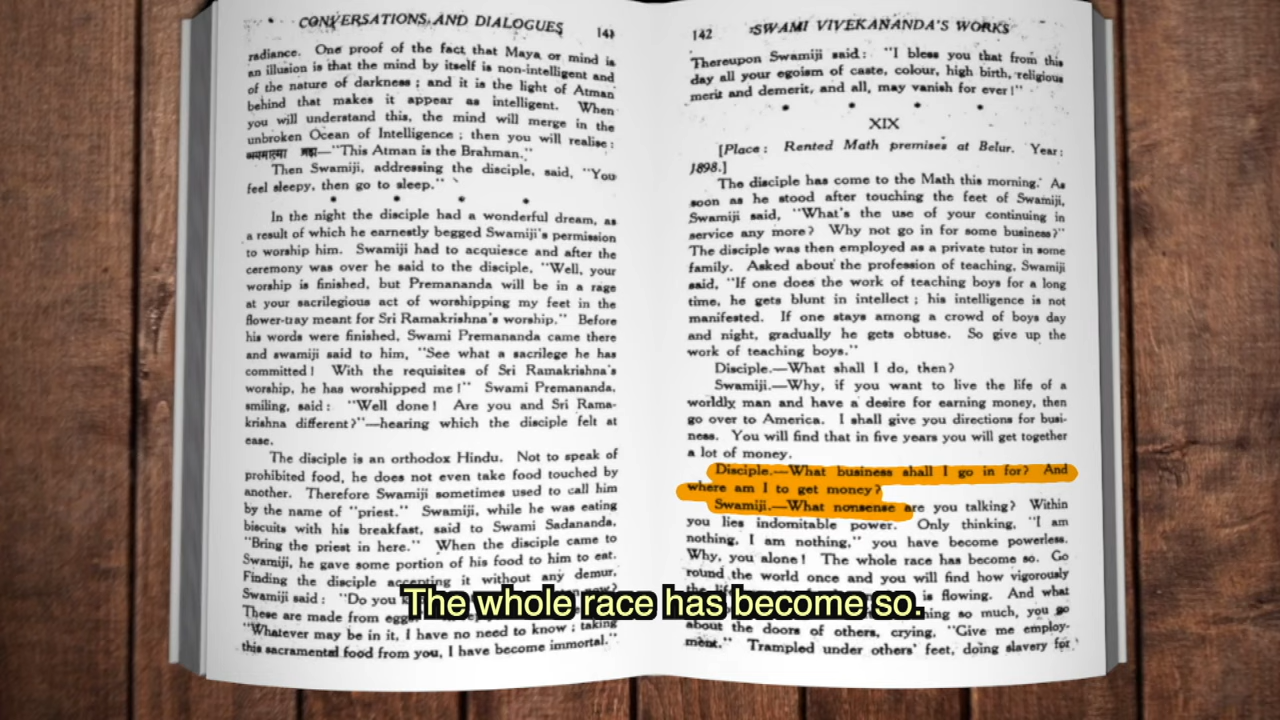 CONVERSATIONS AND DIALOGUES 141
radiance. One proof of the fact that Maya or mind is
an illusion is that the mind by itself is non-intelligent and
of the nature of darkness ; and it is the light of Atman
behind that makes it appear as intelligent. When
you will understand this, the mind will merge in the
unbroken Ocean of Intelligence ; then you will realise :
अयमात्मा ब्रह्म—"This Atman is the Brahman."
Then Swamiji, addressing the disciple, said, "You
feel sleepy, then go to sleep."
In the night the disciple had a wonderful dream, as
a result of which he earnestly begged Swamiji's permission
to worship him. Swamiji had to acquiesce and after the
ceremony was over he said to the disciple, "Well, your
worship is finished, but Premananda will be in a rage
at your sacrilegious act of worshipping my feet in the
flower-tray meant for Sri Ramakrishna's worship." Before
his words were finished, Swami Premananda came there
and swamiji said to him, "See what a sacrilege he has
committed ! With the requisites of Sri Ramakrishna's
worship, he has worshipped me !" Swami Premananda,
smiling, said : "Well done ! Are you and Sri Rama-
krishna different ?"—hearing which the disciple felt at
ease.
The disciple is an orthodox Hindu. Not to speak of
prohibited food, he does not even take food touched by
another. Therefore Swamiji sometimes used to call him
by the name of "priest." Swamiji, while he was eating
biscuits with his breakfast, said to Swami Sadananda,
"Bring the priest in here." When the disciple came to
Swamiji, he gave some portion of his food to him to eat.
Finding the disciple accepting it without any demur,
Swamiji said : "Do you
These are made from
"Whatever may be in it, I have no need to know ; taking
this sacramental food from you, I have become immortal."
142 SWAMI VIVEKANANDA'S WORKS
Thereupon Swamiji said : "I bless you that from this
day all your egoism of caste, colour, high birth, religious
merit and demerit, and all, may vanish for ever !"
XIX
[Place : Rented Math premises at Belur. Year :
1898.]
The disciple has come to the Math this morning. As
soon as he stood after touching the feet of Swamiji,
Swamiji said, "What's the use of your continuing in
service any more ? Why not go in for some business ?"
The disciple was then employed as a private tutor in some
family. Asked about the profession of teaching, Swamiji
said, "If one does the work of teaching boys for a long
time, he gets blunt in intellect ; his intelligence is not
manifested. If one stays among a crowd of boys day
and night, gradually he gets obtuse. So give up the
work of teaching boys."
Disciple.—What shall I do, then ?
Swamiji.—Why, if you want to live the life of a
worldly man and have a desire for earning money, then
go over to America. I shall give you directions for busi-
ness. You will find that in five years you will get together
a lot of money.
Disciple.—What business shall I go in for ? And
where am I to get money ?
Swamiji.—What nonsense are you talking ? Within
you lies indomitable power. Only thinking, "I am
nothing, I am nothing," you have become powerless.
Why, you alone ! The whole race has become so. Go
round the world once and you will find how vigorously
the is flowing. And what
so much, you go
about the doors of others, crying, "Give me employ-
ment." Trampled under others' feet, doing slavery for
The whole race has become so.